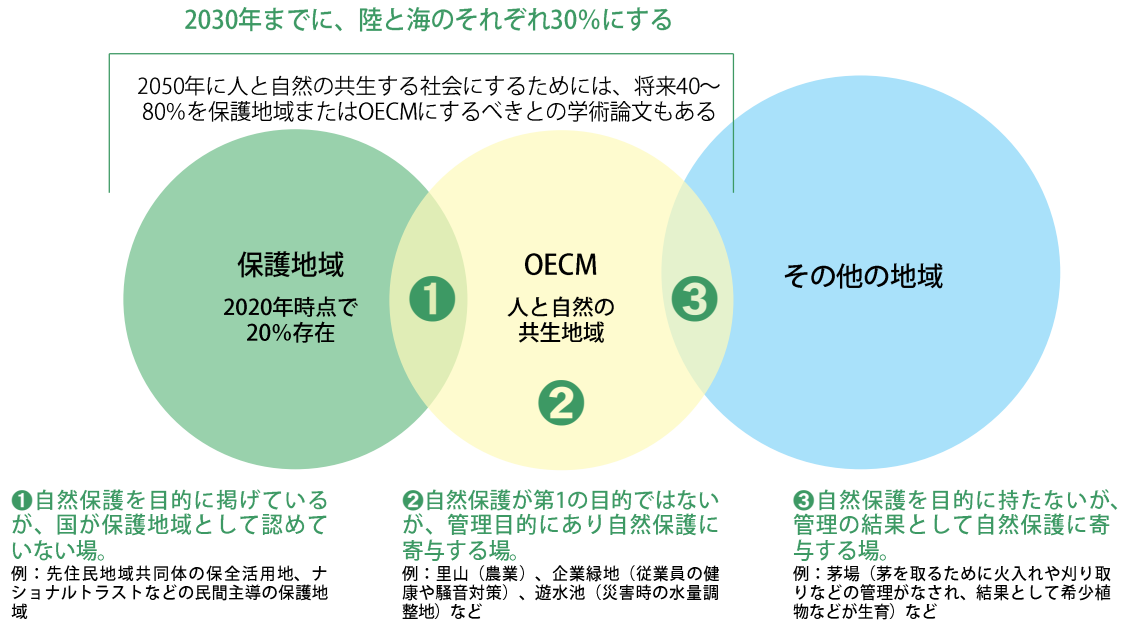 2030年までに、陸と海のそれぞれ30%にする
2050年に人と自然の共生する社会にするためには、将来40〜
80%を保護地域またはOECMにするべきとの学術論文もある
保護地域
2020年時点で
20%存在
❶
OECM
人と自然の
共生地域
❷
❸
その他の地域
❶自然保護を目的に掲げている
が、国が保護地域として認めて
いない場。
例：先住民地域共同体の保全活用地、ナ
ショナルトラストなどの民間主導の保護地
域
❷自然保護が第1の目的ではない
が、管理目的にあり自然保護に
寄与する場。
例：里山（農業）、企業緑地（従業員の健
康や騒音対策）、遊水池（災害時の水量調
整地）など
❸自然保護を目的に持たないが、
管理の結果として自然保護に寄
与する場。
例：茅場（茅を取るために火入れや刈り取
りなどの管理がなされ、結果として希少植
物などが生育）など